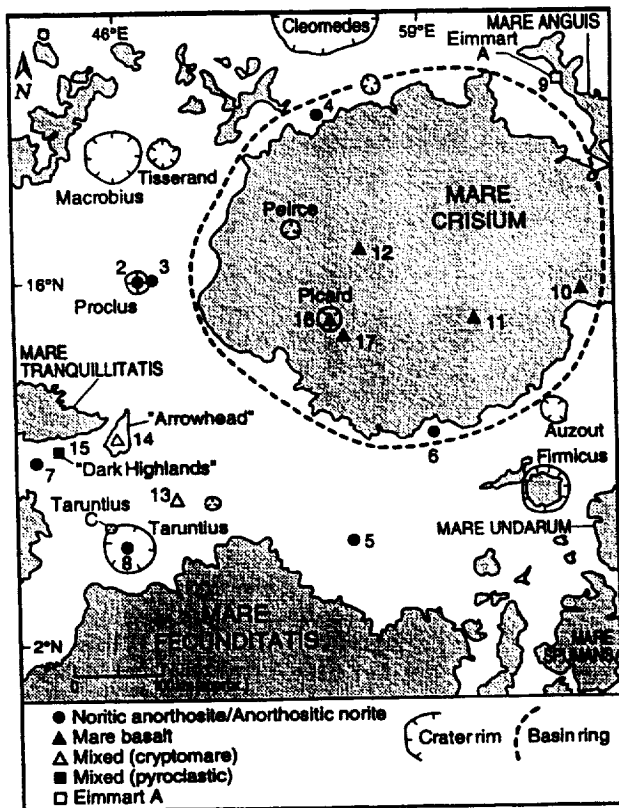 46°E
Cleomedes
59°E
MARE ANGUIS
Eimmart
A
9
N
4
Macrobius
Tisserand
MARE
CRISIUM
Peirce
12
2
3
16°N
Proclus
Picard
16
17
11
10
MARE
TRANQUILLITATIS
"Arrowhead"
14
15
"Dark Highlands"
7
6
Auzout
Firmicus
13
Taruntius
C
Taruntius
8
5
MARE UNDARUM
MARE
FECUNDITATIS
2°N
0
MARE
● Noritic anorthosite/Anorthositic norite
▲ Mare basalt
△ Mixed (cryptomare)
■ Mixed (pyroclastic)
□ Eimmart A
Crater rim
Basin ring